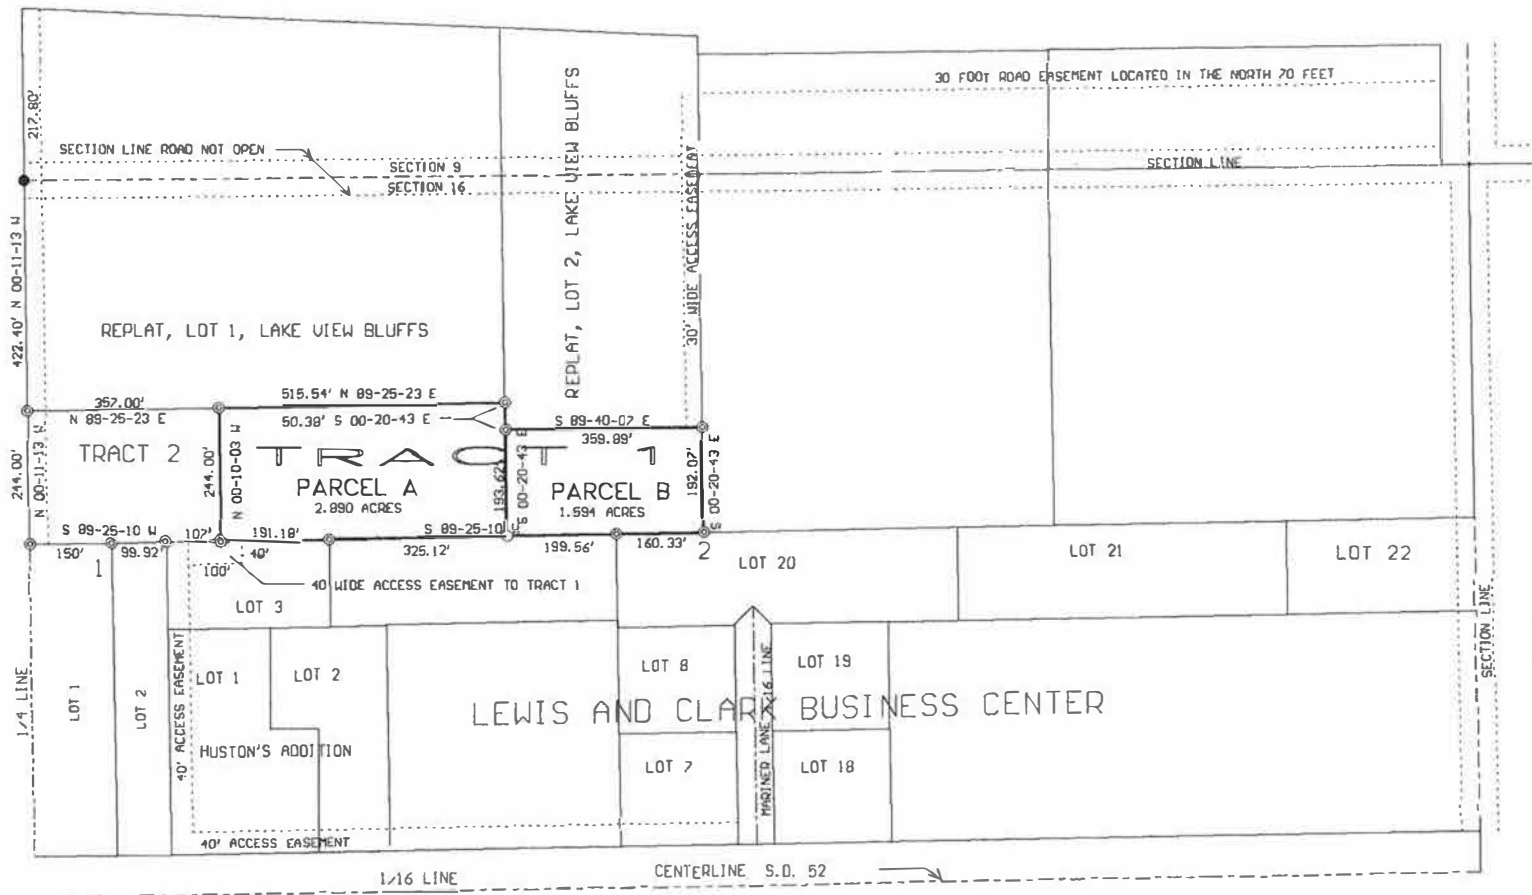 30 FOOT ROAD EASEMENT LOCATED IN THE NORTH 70 FEET
217.80'
SECTION LINE ROAD NOT OPEN
SECTION 9
SECTION 16
SECTION LINE
REPLAT, LOT 2, LAKE VIEW BLUFFS
30' WIDE ACCESS EASEMENT
422.40' N 00-11-13 W
REPLAT, LOT 1, LAKE VIEW BLUFFS
357.00'
N 89-25-23 E
515.54' N 89-25-23 E
50.38' S 00-20-43 E
S 89-40-07 E
359.89'
TRACT 2
TRACT 1
244.00'
N 00-11-13 W
244.00'
N 00-10-03 W
PARCEL A
2.890 ACRES
193.62'
S 00-20-43 E
PARCEL B
1.594 ACRES
192.07'
S 00-20-43 E
S 89-25-10 W
107'
191.18'
S 89-25-10
150'
99.92'
40'
325.12'
199.56'
160.33'
1
2
100'
40 WIDE ACCESS EASEMENT TO TRACT 1
LOT 20
LOT 21
LOT 22
LOT 3
1/4 LINE
LOT 1
LOT 2
40' ACCESS EASEMENT
LOT 1
LOT 2
LOT 8
LOT 19
SECTION LINE
LEWIS AND CLARK BUSINESS CENTER
HUSTON'S ADDITION
LOT 7
LOT 18
MARINER LANE
1/16 LINE
40' ACCESS EASEMENT
1/16 LINE
CENTERLINE S.D. 52